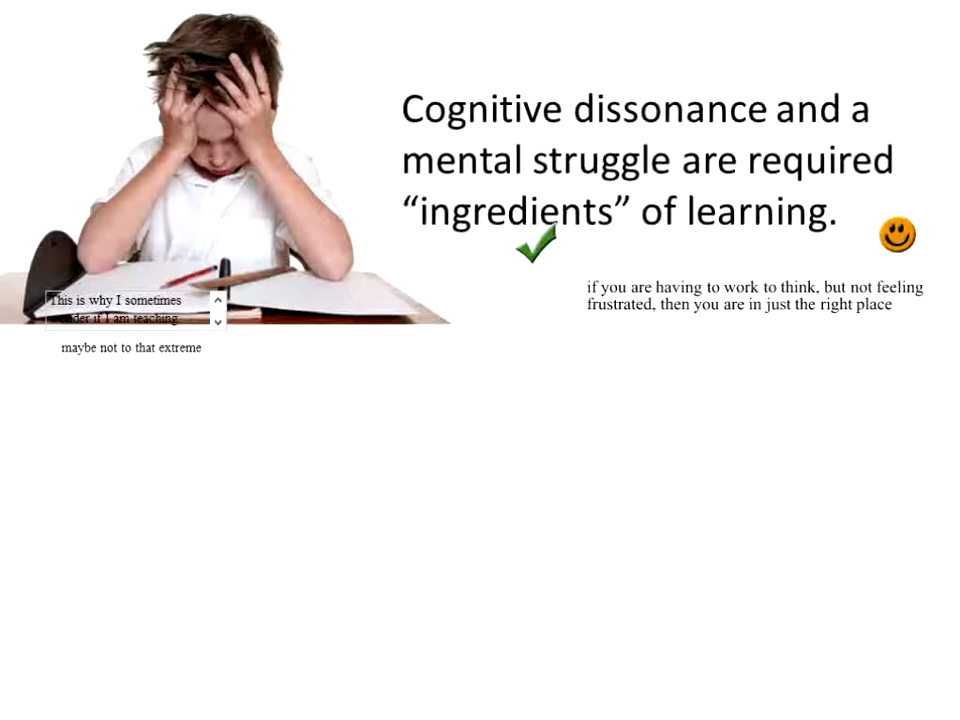 Cognitive dissonance and a
mental struggle are required
“ingredients” of learning.
if you are having to work to think, but not feeling
frustrated, then you are in just the right place
This is why I sometimes
if I am teaching
maybe not to that extreme